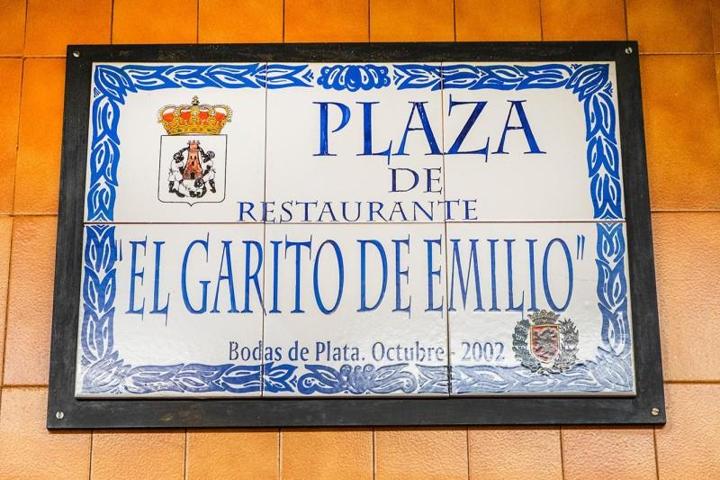 PLAZA
DE
RESTAURANTE
"EL GARITO DE EMILIO"
Bodas de Plata. Octubre - 2002